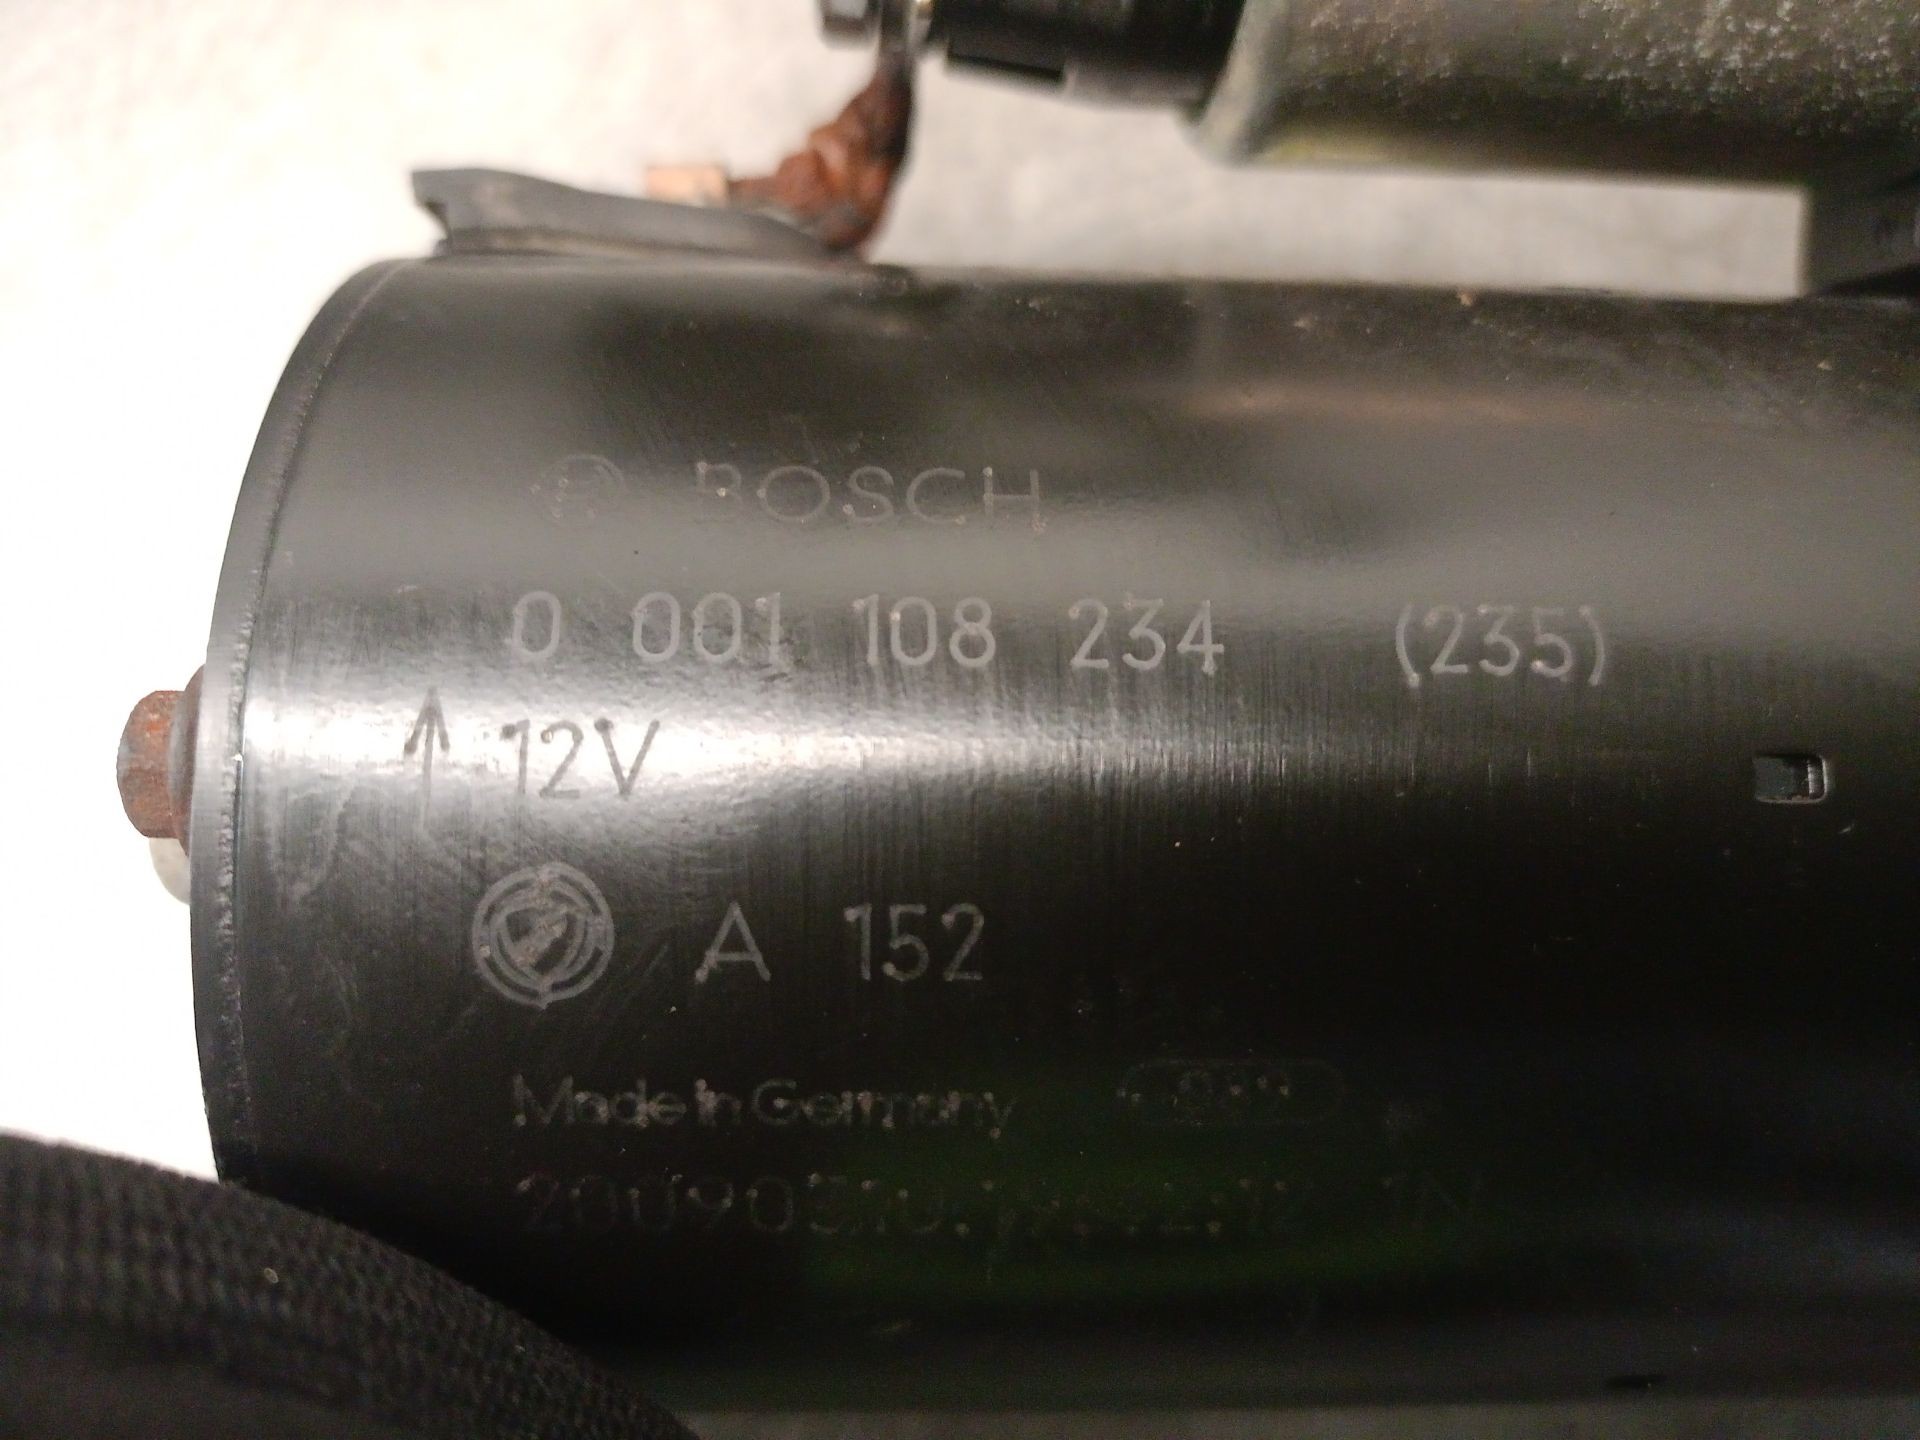 BOSCH
0 001 108 234 (235)
↑ 12V
A 152
Made in Germany